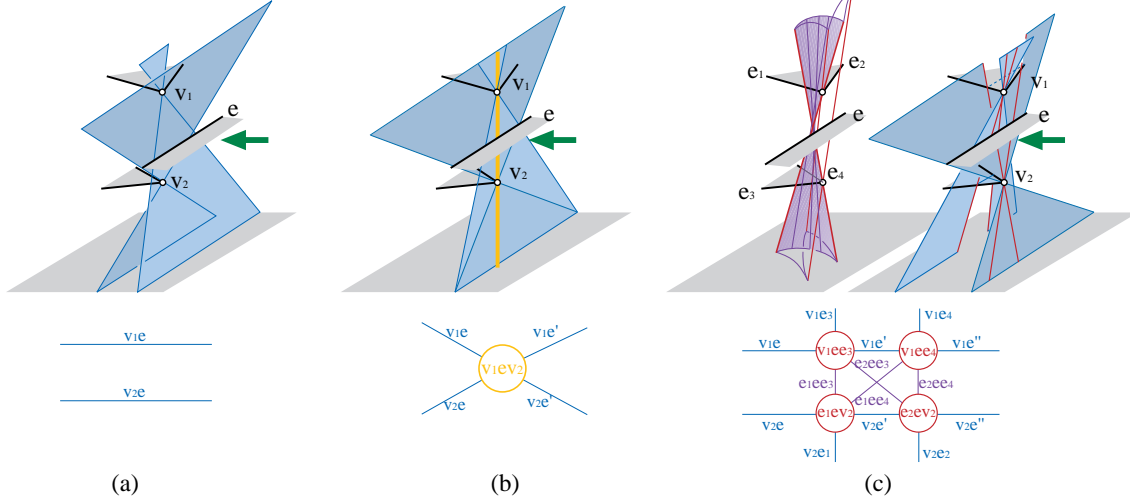 v1
e
v2
v1
e
v2
e1
e2
e
e3
e4
v1
e
v2
v1e
v2e
v1e
v1e'
v1ev2
v2e
v2e'
v1e3
v1e4
v1e
v1ee3
v1e'
v1ee4
v1e"
e2ee3
e1ee3
e2ee4
e1ee4
v2e
e1ev2
v2e'
e2ev2
v2e"
v2e1
v2e2
(a)
(b)
(c)